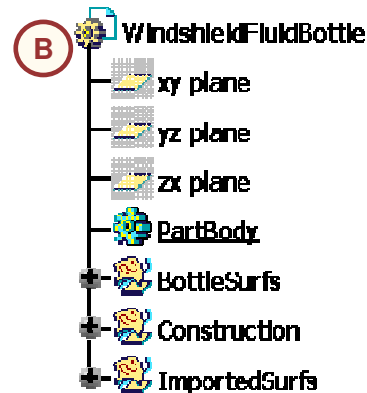 B
WindshieldFluidBottle
xy plane
yz plane
zx plane
PartBody
BottleSurfs
Construction
ImportedSurfs